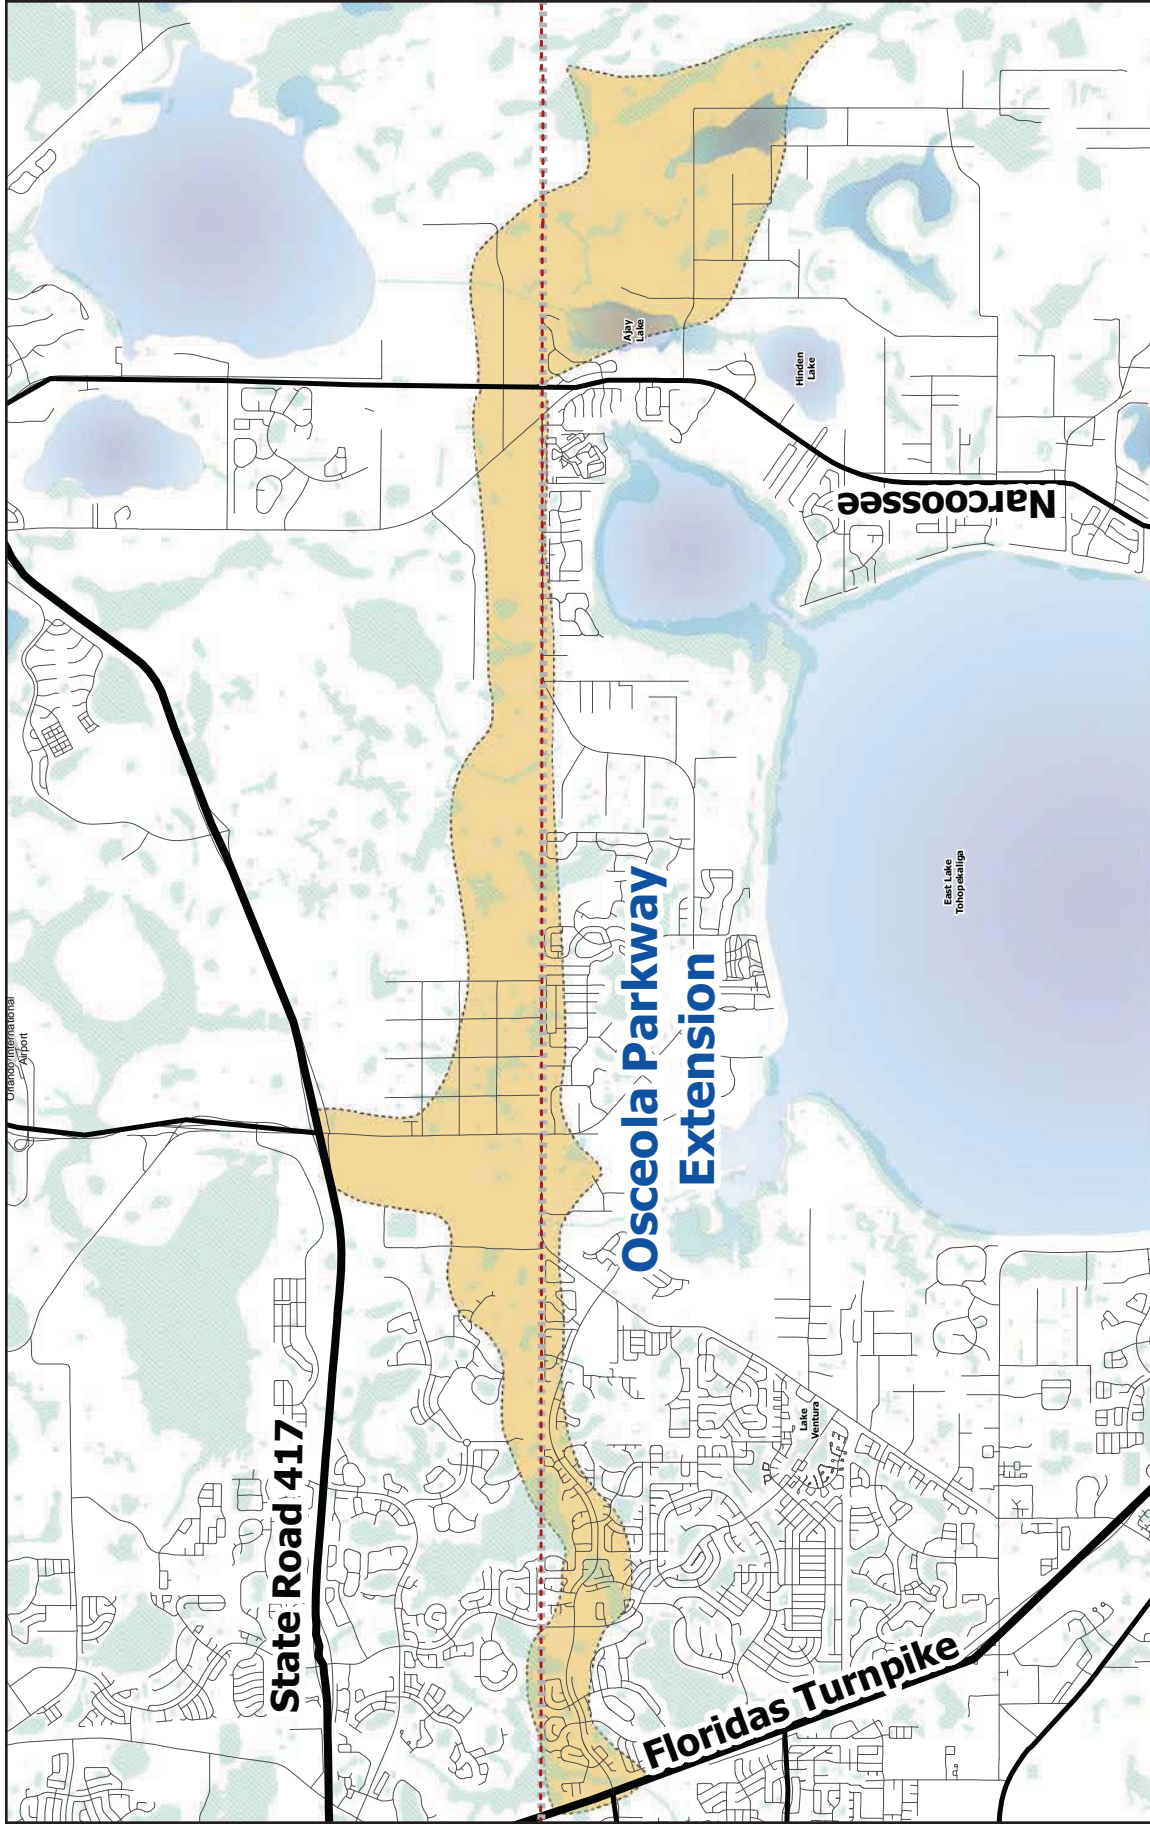 Orlando International
Airport
State Road 417
Osceola Parkway
Extension
Floridas Turnpike
Narcoossee
Ajay
Lake
Hinden
Lake
East Lake
Tohopekaliga
Lake
Ventura